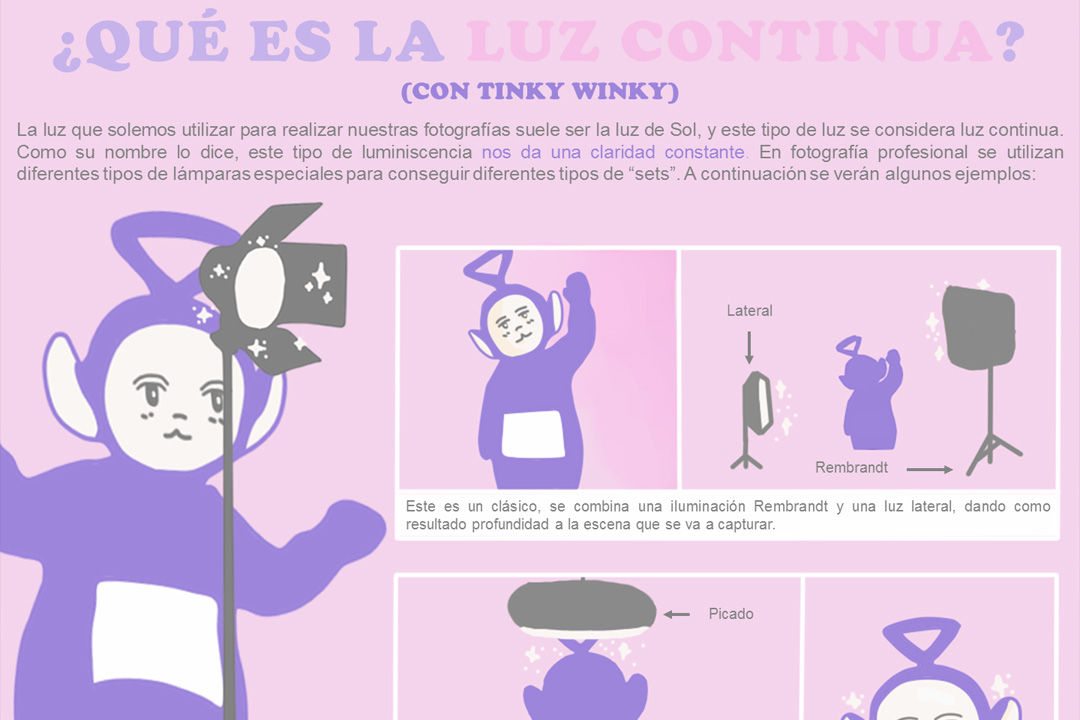 ¿QUÉ ES LA LUZ CONTINUA?
(CON TINKY WINKY)
La luz que solemos utilizar para realizar nuestras fotografías suele ser la luz de Sol, y este tipo de luz se considera luz continua.
Como su nombre lo dice, este tipo de luminiscencia nos da una claridad constante. En fotografía profesional se utilizan
diferentes tipos de lámparas especiales para conseguir diferentes tipos de “sets”. A continuación se verán algunos ejemplos:
Lateral
Rembrandt
Este es un clásico, se combina una iluminación Rembrandt y una luz lateral, dando como
resultado profundidad a la escena que se va a capturar.
Picado